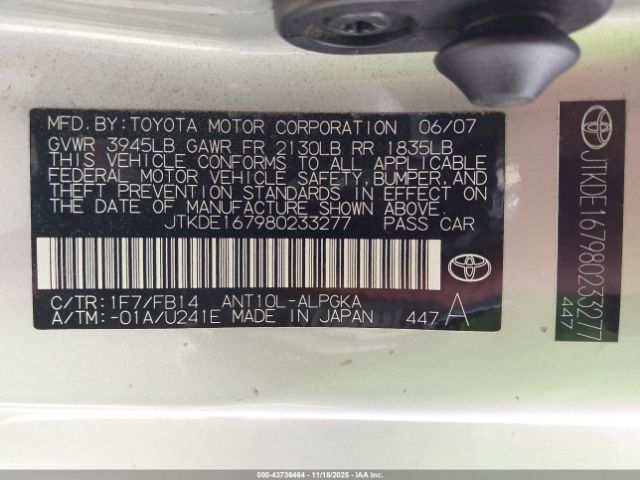 MFD. BY: TOYOTA MOTOR CORPORATION 06/07
GVWR 3945LB GAWR FR 2130LB RR 1835LB
THIS VEHICLE CONFORMS TO ALL APPLICABLE
FEDERAL MOTOR VEHICLE SAFETY, BUMPER, AND
THEFT PREVENTION STANDARDS IN EFFECT ON
THE DATE OF MANUFACTURE SHOWN ABOVE.
JTKDE167980233277 PASS CAR
C/TR: 1F7/FB14 ANT10L-ALPGKA
A/TM: -01A/U241E MADE IN JAPAN 447 A
TOYOTA
JTKDE167980233277
447
000-43736464 - 11/18/2025 - IAA Corp.